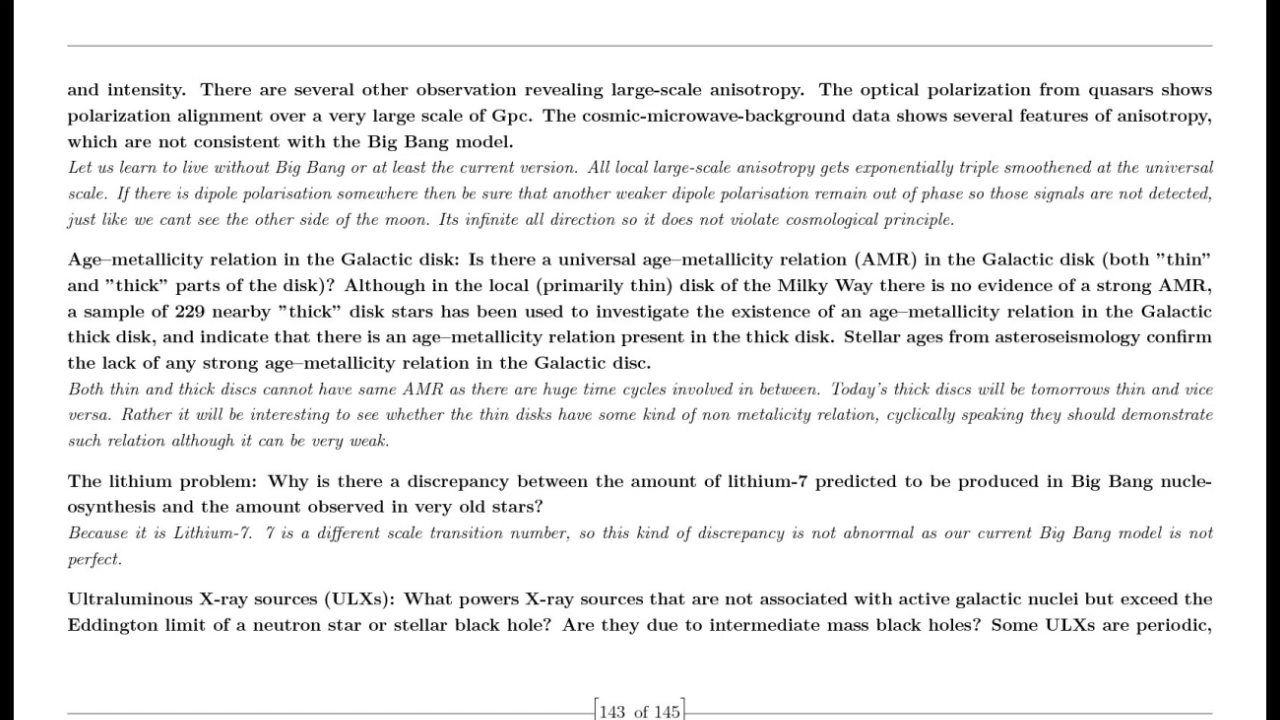 and intensity. There are several other observation revealing large-scale anisotropy. The optical polarization from quasars shows
polarization alignment over a very large scale of Gpc. The cosmic-microwave-background data shows several features of anisotropy,
which are not consistent with the Big Bang model.
Let us learn to live without Big Bang or at least the current version. All local large-scale anisotropy gets exponentially triple smoothened at the universal
scale. If there is dipole polarisation somewhere then be sure that another weaker dipole polarisation remain out of phase so those signals are not detected,
just like we cant see the other side of the moon. Its infinite all direction so it does not violate cosmological principle.
Age–metallicity relation in the Galactic disk: Is there a universal age–metallicity relation (AMR) in the Galactic disk (both ”thin”
and ”thick” parts of the disk)? Although in the local (primarily thin) disk of the Milky Way there is no evidence of a strong AMR,
a sample of 229 nearby ”thick” disk stars has been used to investigate the existence of an age–metallicity relation in the Galactic
thick disk, and indicate that there is an age–metallicity relation present in the thick disk. Stellar ages from asteroseismology confirm
the lack of any strong age–metallicity relation in the Galactic disc.
Both thin and thick discs cannot have same AMR as there are huge time cycles involved in between. Today's thick discs will be tomorrows thin and vice
versa. Rather it will be interesting to see whether the thin disks have some kind of non metalicity relation, cyclically speaking they should demonstrate
such relation although it can be very weak.
The lithium problem: Why is there a discrepancy between the amount of lithium-7 predicted to be produced in Big Bang nucle-
osynthesis and the amount observed in very old stars?
Because it is Lithium-7. 7 is a different scale transition number, so this kind of discrepancy is not abnormal as our current Big Bang model is not
perfect.
Ultraluminous X-ray sources (ULXs): What powers X-ray sources that are not associated with active galactic nuclei but exceed the
Eddington limit of a neutron star or stellar black hole? Are they due to intermediate mass black holes? Some ULXs are periodic,
[143 of 145]